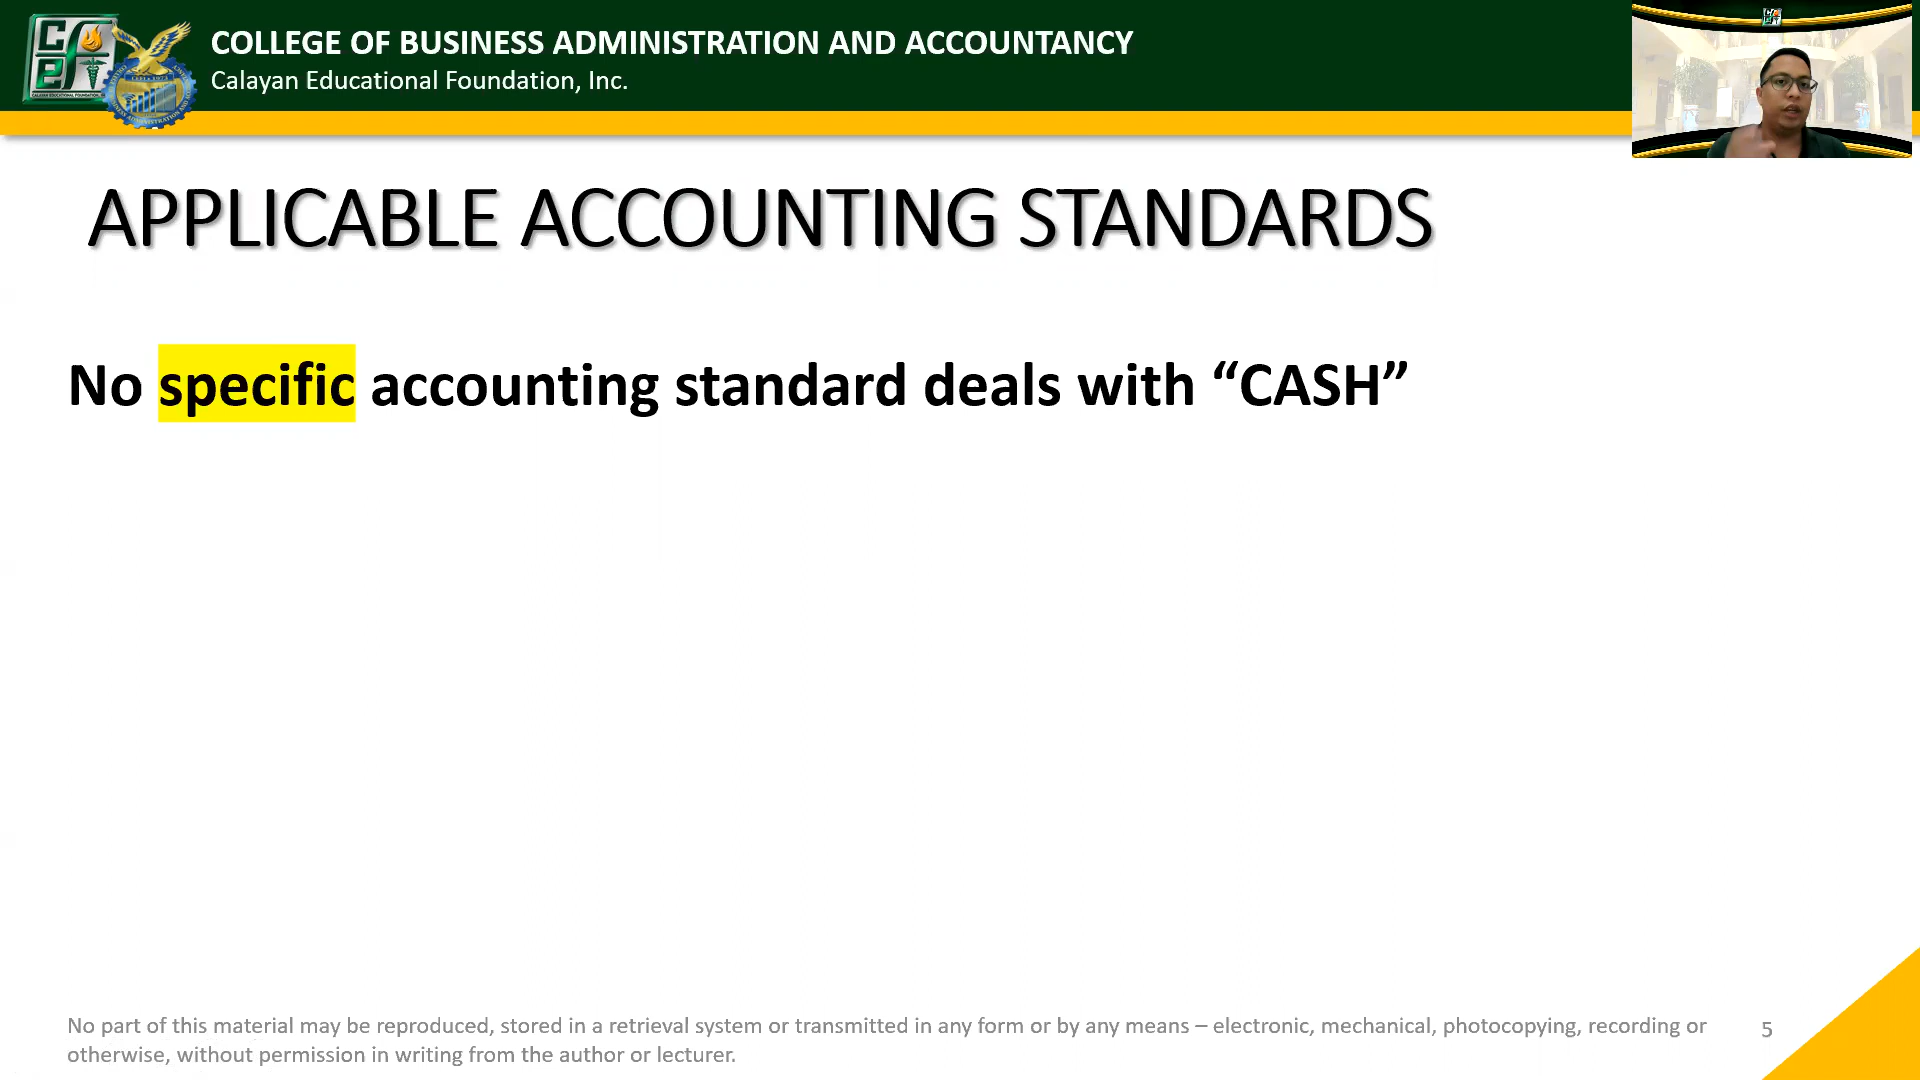 COLLEGE OF BUSINESS ADMINISTRATION AND ACCOUNTANCY
Calayan Educational Foundation, Inc.
APPLICABLE ACCOUNTING STANDARDS
No specific accounting standard deals with “CASH”
No part of this material may be reproduced, stored in a retrieval system or transmitted in any form or by any means – electronic, mechanical, photocopying, recording or
otherwise, without permission in writing from the author or lecturer.
5